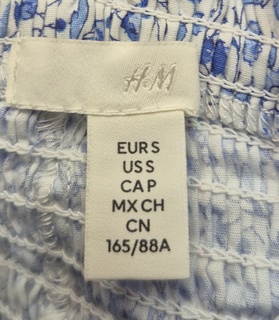 H&M
EUR S
US S
CA P
MX CH
CN
165/88A